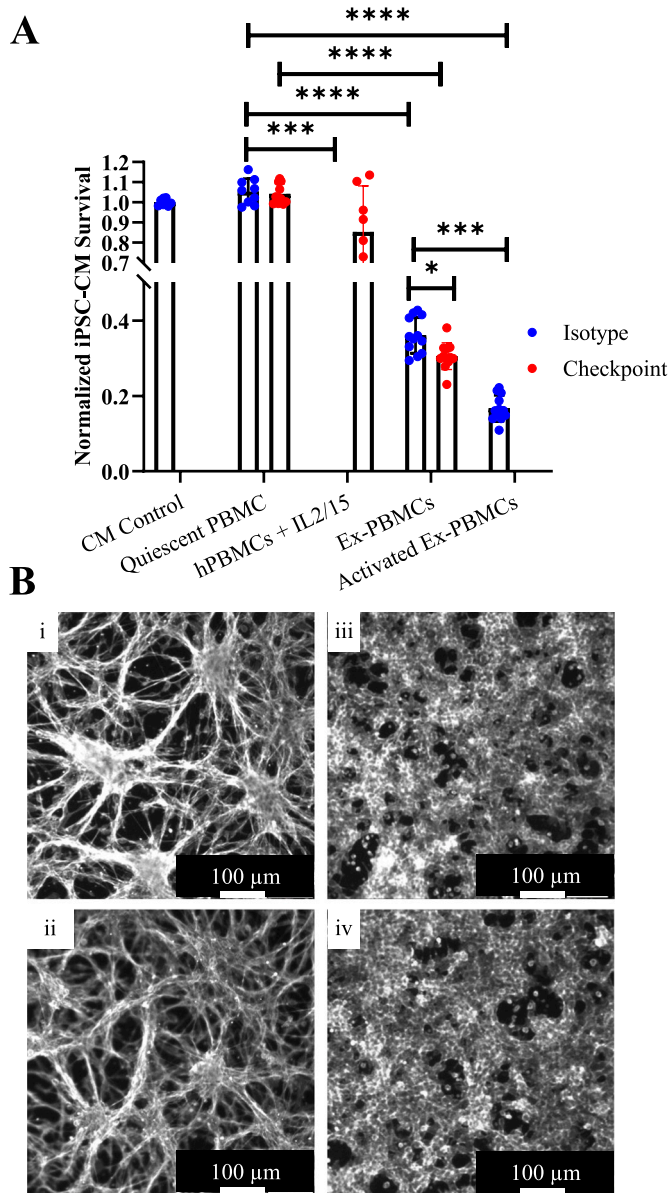 A
****
****
****
***
***
*
Normalized iPSC-CM Survival
1.2
1.1
1.0
0.9
0.8
0.7
0.4
0.2
0.0
Isotype
Checkpoint
CM Control
Quiescent PBMC
hPBMCs + IL2/15
Ex-PBMCs
Activated Ex-PBMCs
B
i
100 µm
iii
100 µm
ii
100 µm
iv
100 µm